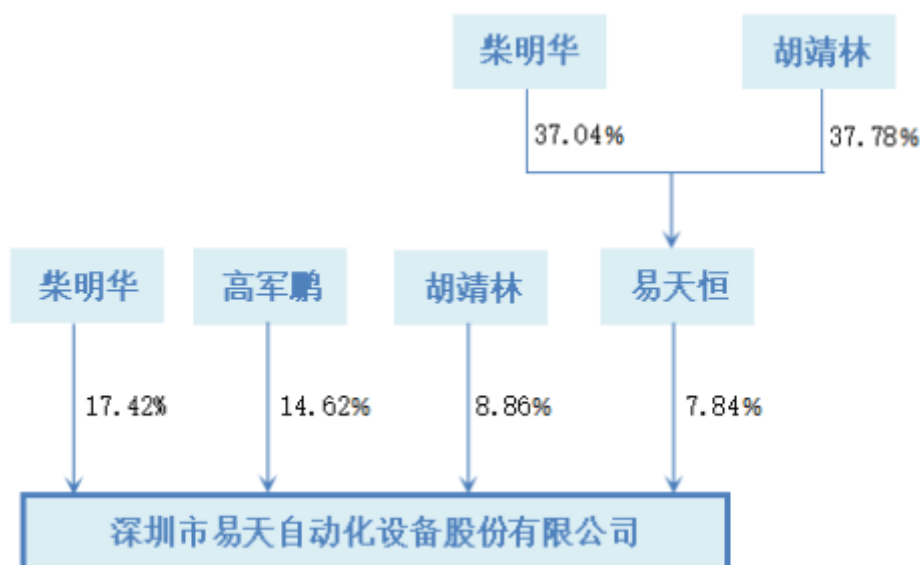 柴明华
胡靖林
37.04%
37.78%
柴明华
高军鹏
胡靖林
易天恒
17.42%
14.62%
8.86%
7.84%
深圳市易天自动化设备股份有限公司